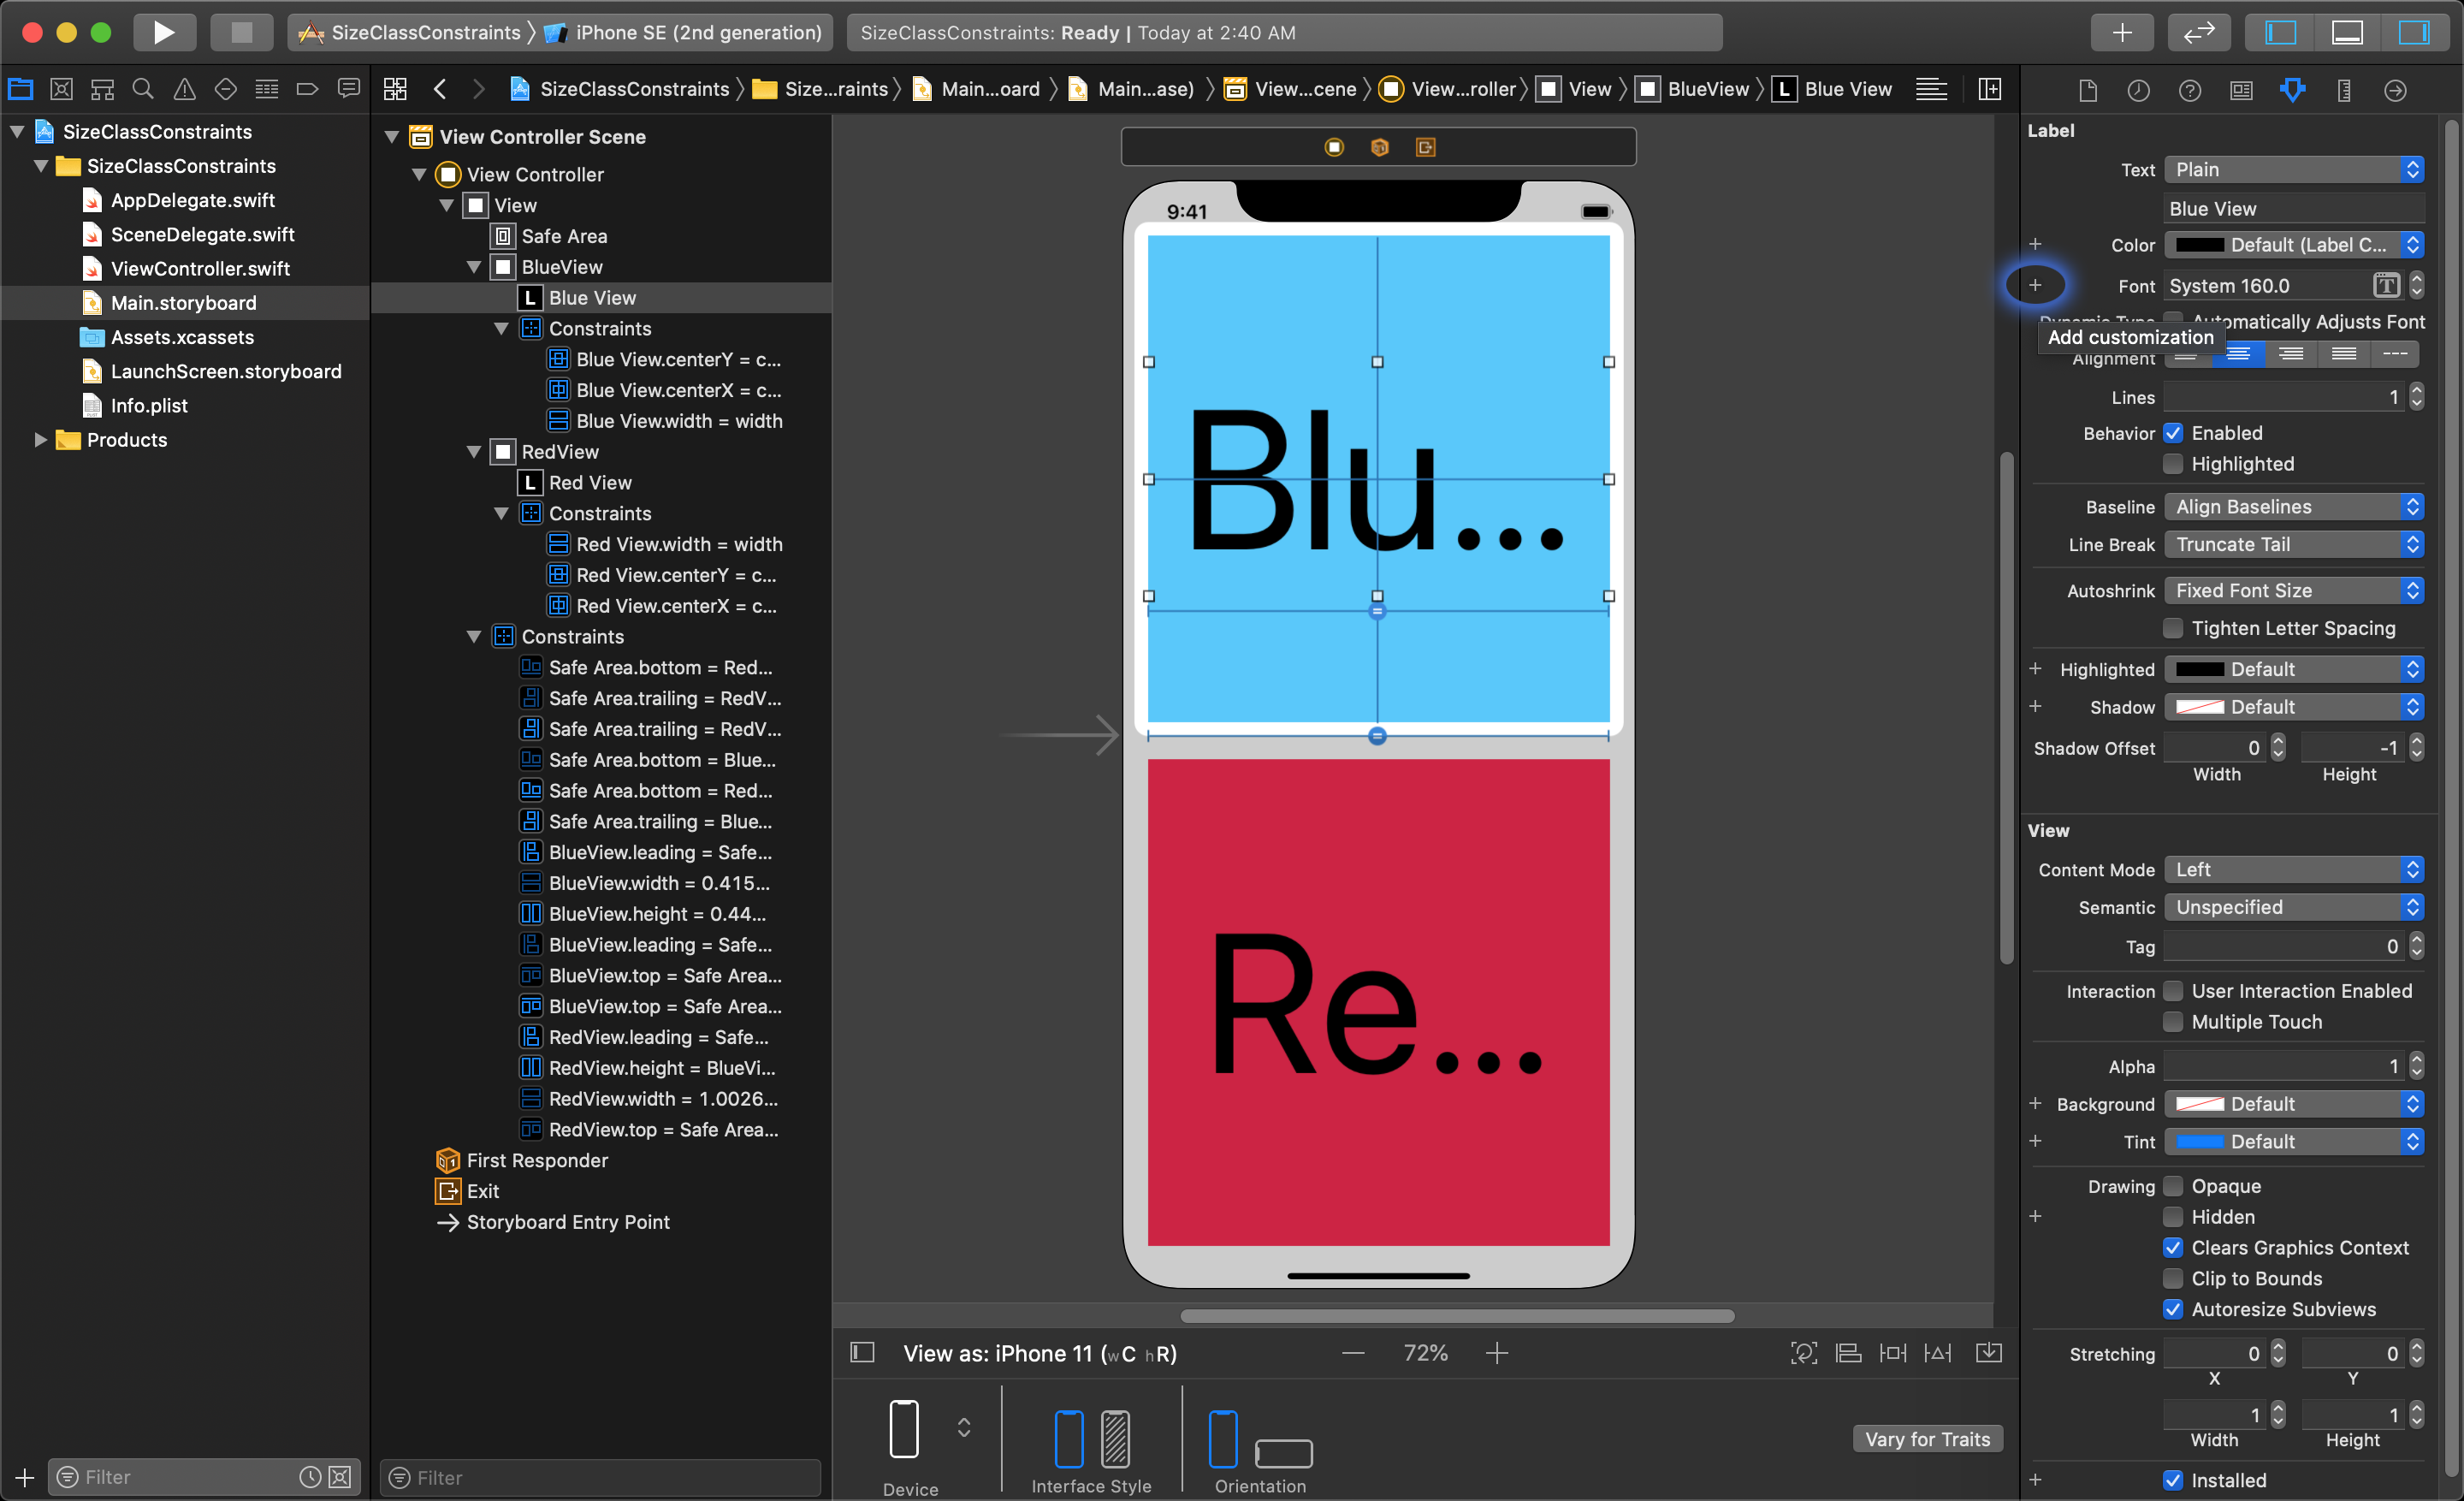 SizeClassConstraints 〉 iPhone SE (2nd generation)
SizeClassConstraints: Ready | Today at 2:40 AM
SizeClassConstraints 〉 Size...raints 〉 Main...oard 〉 Main...ase) 〉 View...cene 〉 View...roller 〉 View 〉 BlueView 〉 L Blue View
SizeClassConstraints
SizeClassConstraints
AppDelegate.swift
SceneDelegate.swift
ViewController.swift
Main.storyboard
Assets.xcassets
LaunchScreen.storyboard
Info.plist
Products
Filter
View Controller Scene
View Controller
View
Safe Area
BlueView
L Blue View
Constraints
Blue View.centerY = c...
Blue View.centerX = c...
Blue View.width = width
RedView
L Red View
Constraints
Red View.width = width
Red View.centerY = c...
Red View.centerX = c...
Constraints
Safe Area.bottom = Red...
Safe Area.trailing = RedV...
Safe Area.trailing = RedV...
Safe Area.bottom = Blue...
Safe Area.bottom = Red...
Safe Area.trailing = Blue...
BlueView.leading = Safe...
BlueView.width = 0.415...
BlueView.height = 0.44...
BlueView.leading = Safe...
BlueView.top = Safe Area...
BlueView.top = Safe Area...
RedView.leading = Safe...
RedView.height = BlueVi...
RedView.width = 1.0026...
RedView.top = Safe Area...
First Responder
Exit
Storyboard Entry Point
Filter
9:41
Blu...
Re...
View as: iPhone 11 (wC hR)
72%
Device
Interface Style
Orientation
Vary for Traits
Label
Text Plain
Blue View
Color Default (Label C...
Font System 160.0
Automatically Adjusts Font
Add customization
Alignment
Lines 1
Behavior Enabled
Highlighted
Baseline Align Baselines
Line Break Truncate Tail
Autoshrink Fixed Font Size
Tighten Letter Spacing
Highlighted Default
Shadow Default
Shadow Offset 0 -1
Width Height
View
Content Mode Left
Semantic Unspecified
Tag 0
Interaction User Interaction Enabled
Multiple Touch
Alpha 1
Background Default
Tint Default
Drawing Opaque
Hidden
Clears Graphics Context
Clip to Bounds
Autoresize Subviews
Stretching 0 0
X Y
1 1
Width Height
Installed